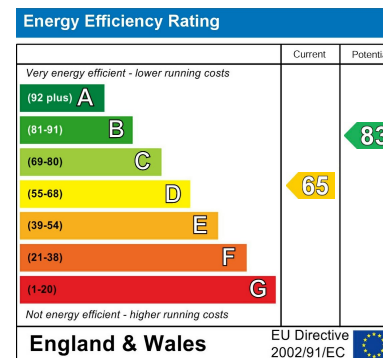 Energy Efficiency Rating
Current
Very energy efficient - lower running costs
(92 plus) A
(81-91) B
(69-80) C
(55-68) D
(39-54) E
(21-38) F
(1-20) G
65
83
Not energy efficient - higher running costs
England & Wales
EU Directive
2002/91/EC